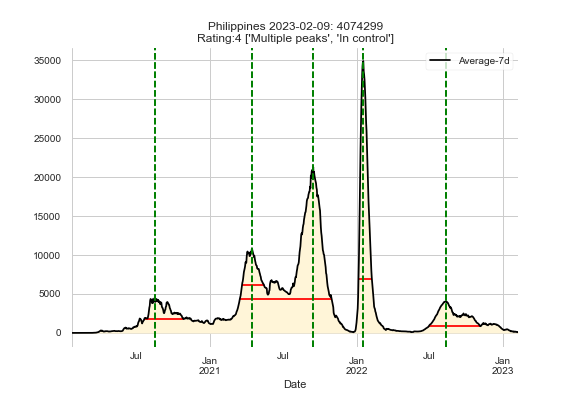 Philippines 2023-02-09: 4074299
Rating:4 ['Multiple peaks', 'In control']
Average-7d
35000
30000
25000
20000
15000
10000
5000
0
Jul
Jan
2021
Jul
Jan
2022
Jul
Jan
2023
Date